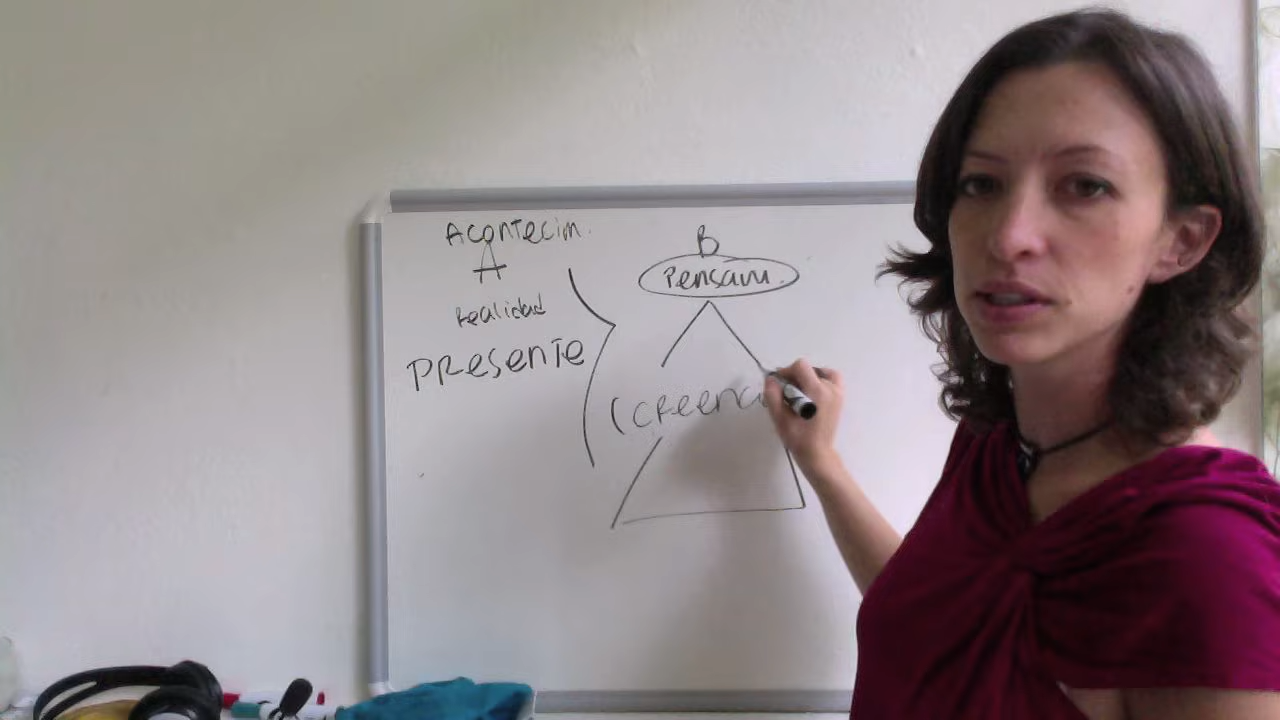 Acontecim.
A
Realidad
PRESENTE
B
Pensam.
(creenc